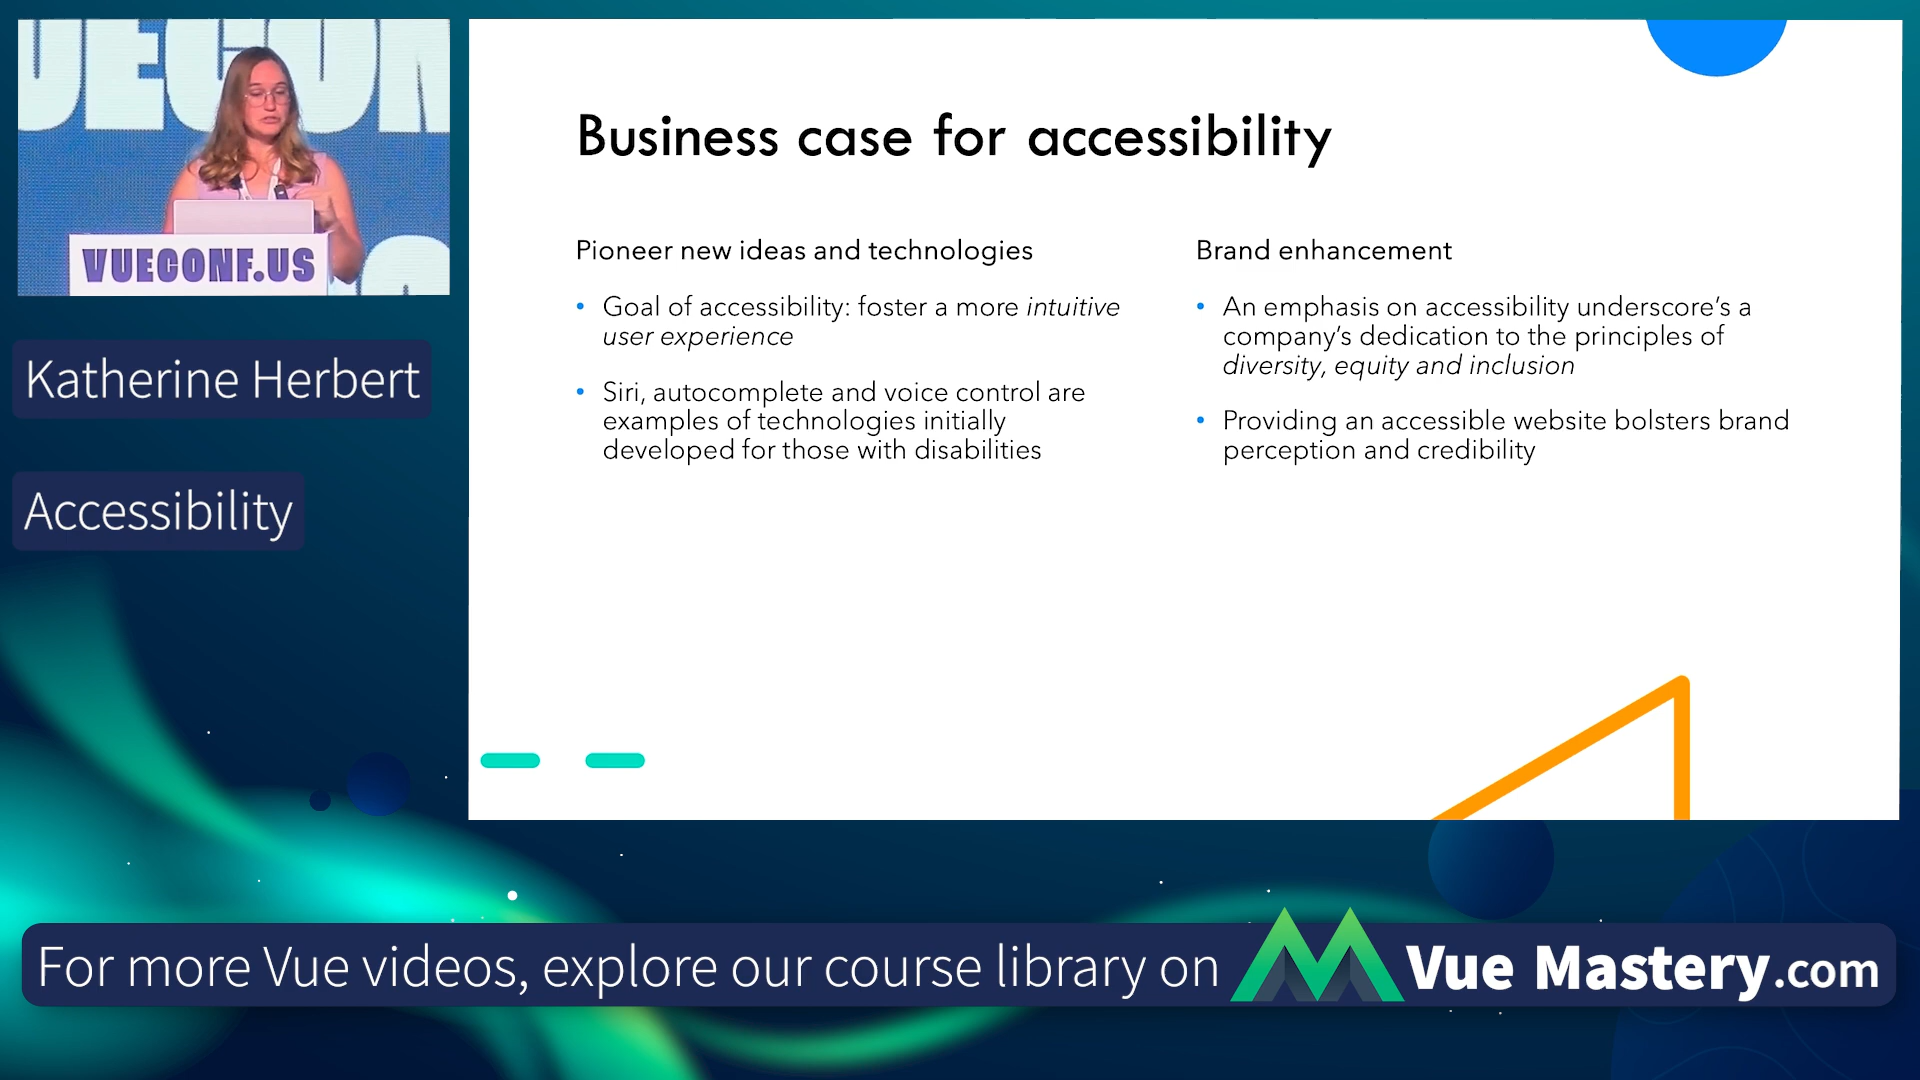 VUECONF.US
Katherine Herbert
Accessibility
Business case for accessibility
Pioneer new ideas and technologies
• Goal of accessibility: foster a more intuitive
user experience
• Siri, autocomplete and voice control are
examples of technologies initially
developed for those with disabilities
Brand enhancement
• An emphasis on accessibility underscore's a
company's dedication to the principles of
diversity, equity and inclusion
• Providing an accessible website bolsters brand
perception and credibility
For more Vue videos, explore our course library on Vue Mastery.com